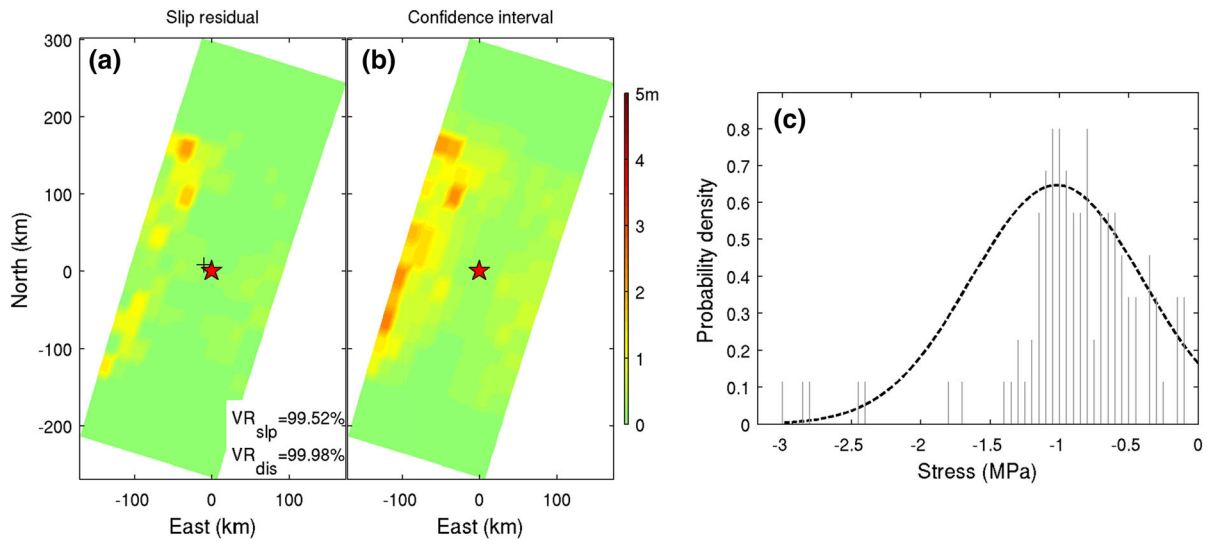 Slip residual
Confidence interval
(a)
(b)
(c)
300
200
100
0
-100
-200
North (km)
-100
0
100
East (km)
-100
0
100
East (km)
VR slp =99.52%
VR dis =99.98%
5m
4
3
2
1
0
0.8
0.7
0.6
0.5
0.4
0.3
0.2
0.1
0
Probability density
-3
-2.5
-2
-1.5
-1
-0.5
0
Stress (MPa)